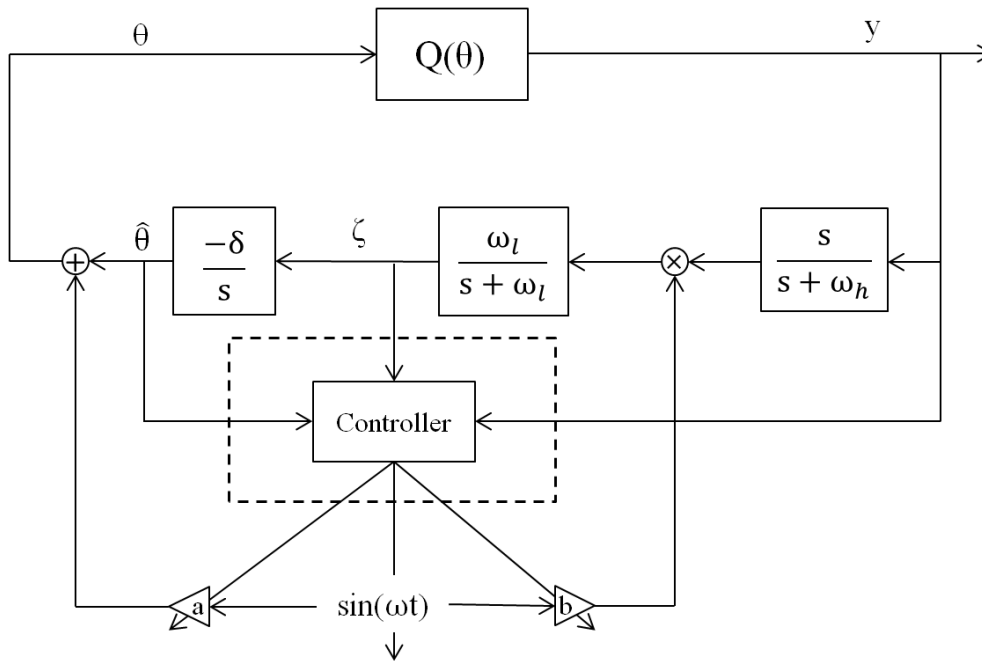 θ
Q(θ)
y
θ̂
−δ
s
ζ
ω_l
s + ω_l
s
s + ω_h
+
×
Controller
a
sin(ωt)
b